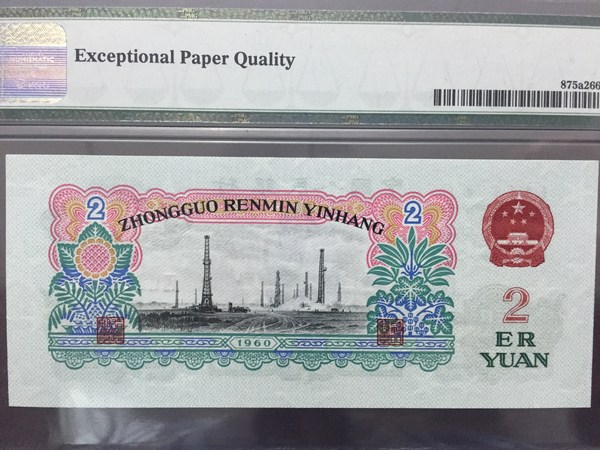 Exceptional Paper Quality
875a266
2
2
ZHONGGUO RENMIN YINHANG
1960
2
ER
YUAN